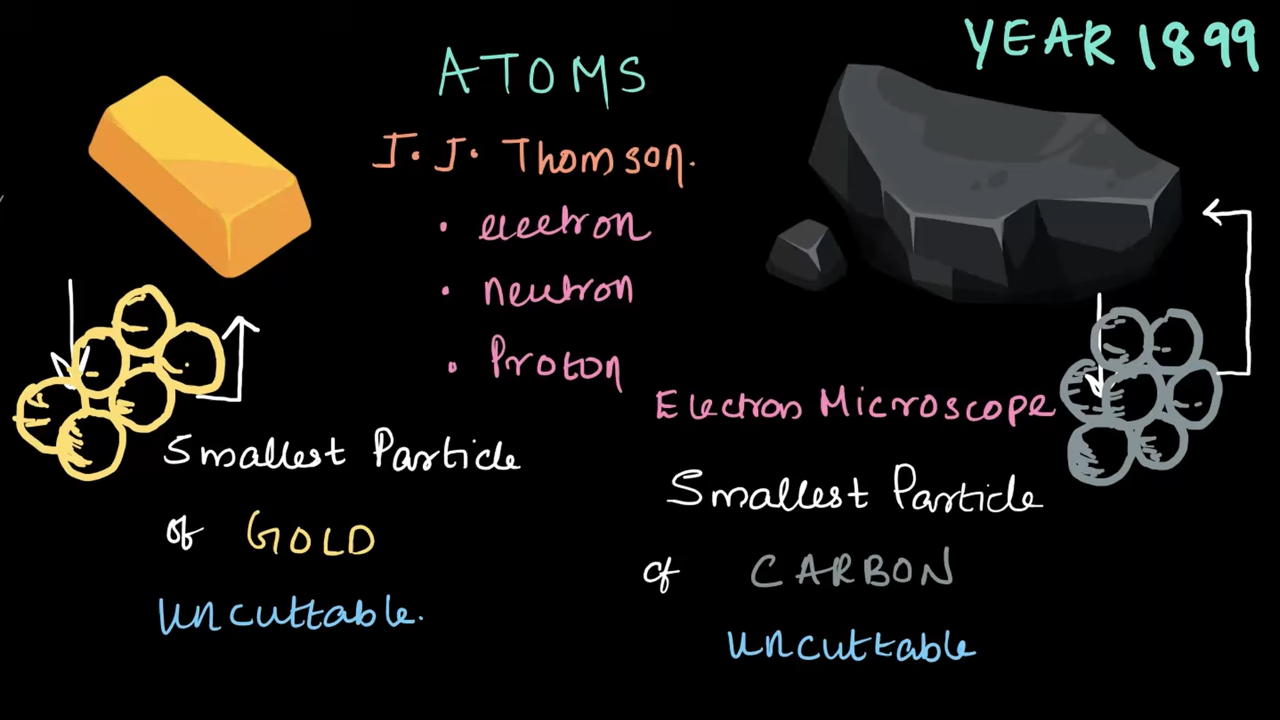 YEAR 1899
ATOMS
J.J. Thomson.
• electron
• neutron
• Proton
Electron Microscope
Smallest Particle
of GOLD
Uncuttable.
Smallest Particle
of CARBON
Uncuttable